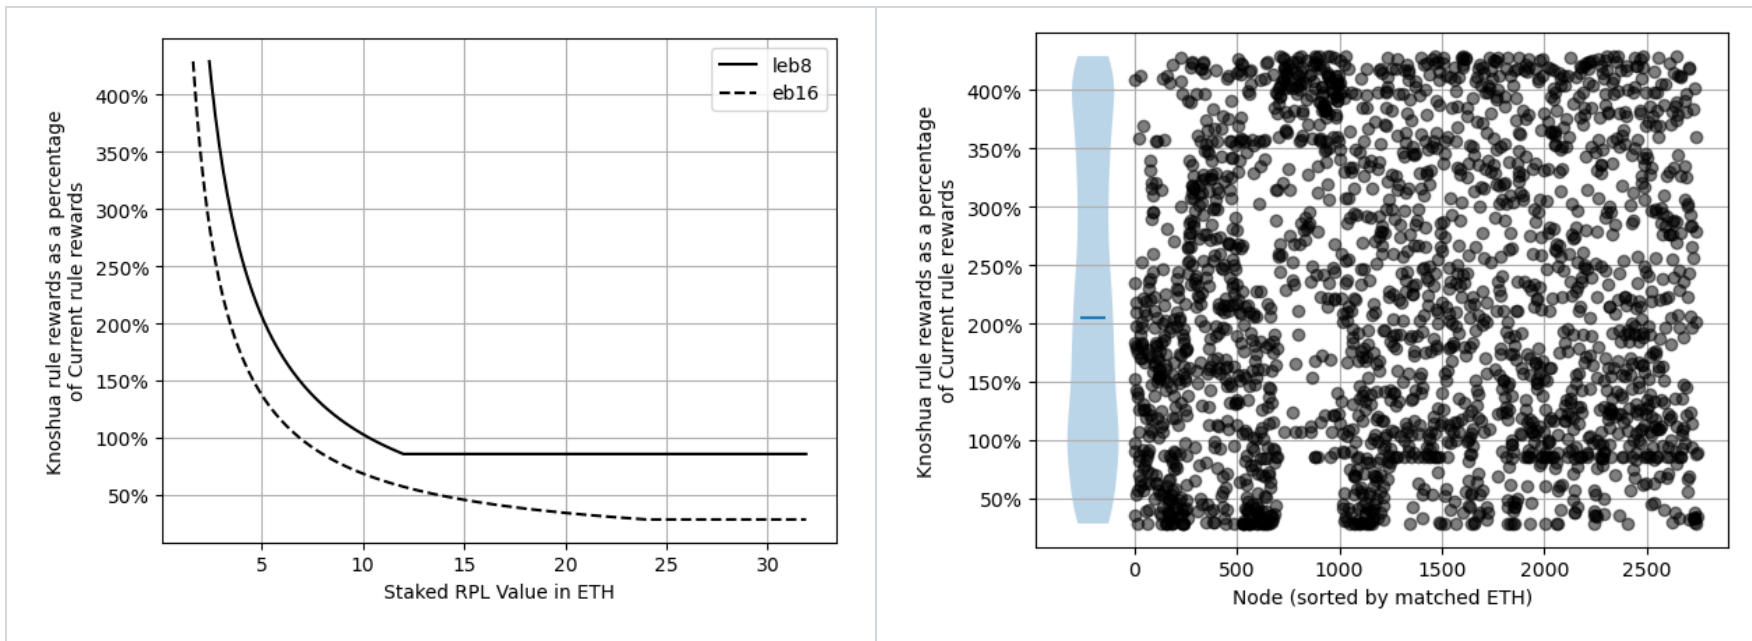 Knoshua rule rewards as a percentage
of Current rule rewards
400%
350%
300%
250%
200%
150%
100%
50%
leb8
eb16
5 10 15 20 25 30
Staked RPL Value in ETH
Knoshua rule rewards as a percentage
of Current rule rewards
400%
350%
300%
250%
200%
150%
100%
50%
0 500 1000 1500 2000 2500
Node (sorted by matched ETH)